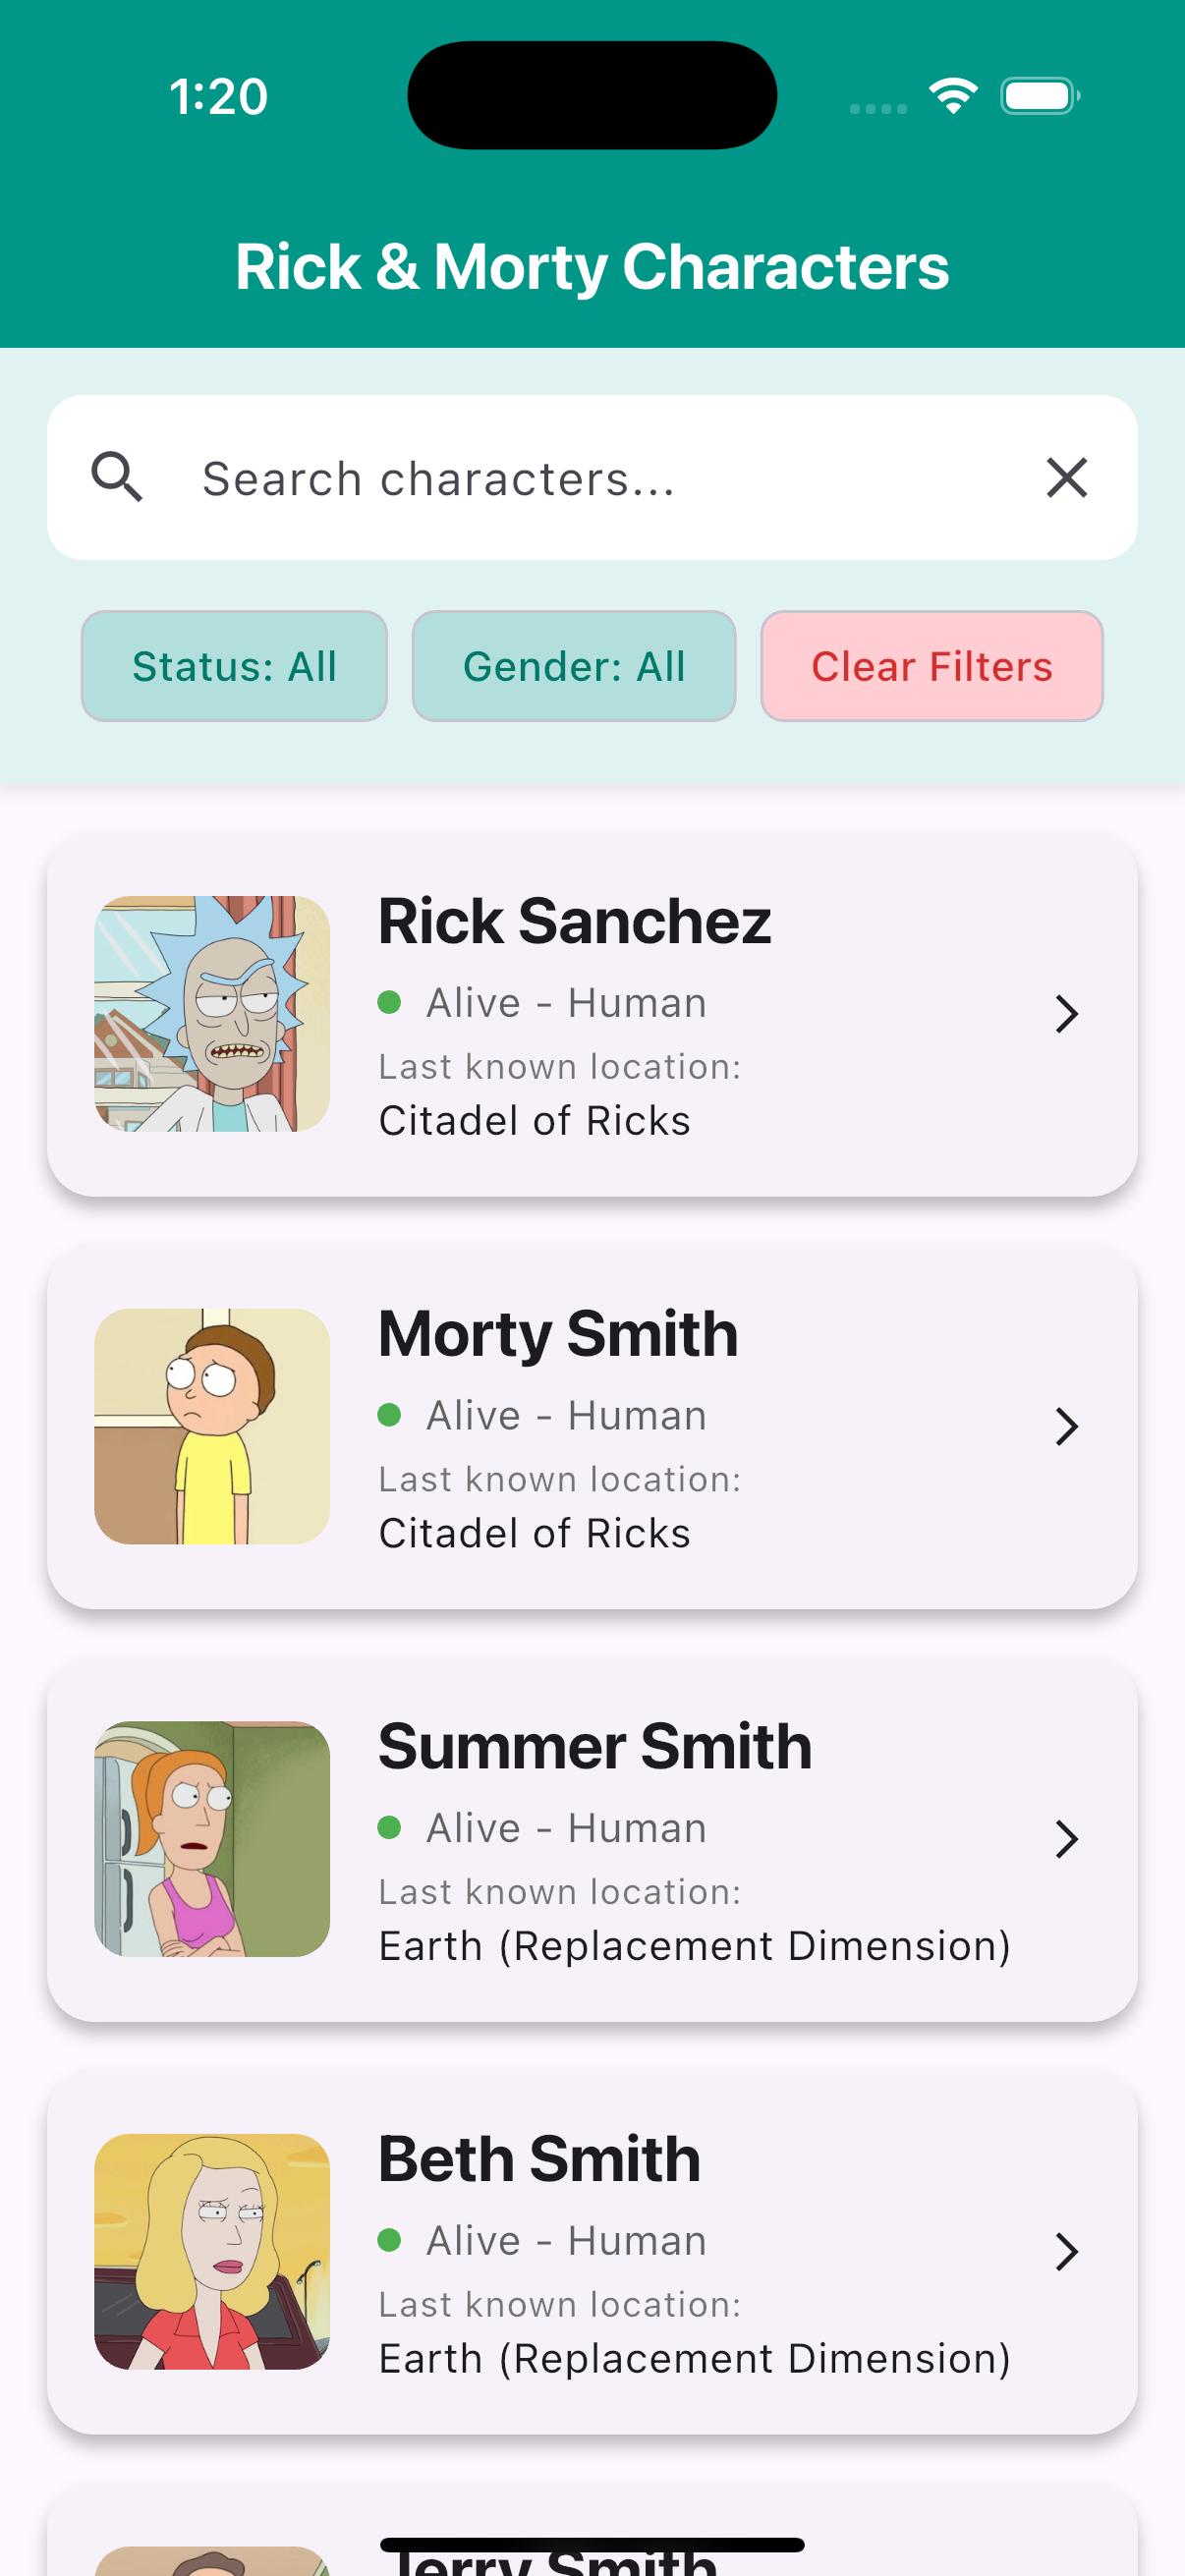 1:20
Rick & Morty Characters
Search characters...
Status: All
Gender: All
Clear Filters
Rick Sanchez
Alive - Human
Last known location:
Citadel of Ricks
Morty Smith
Alive - Human
Last known location:
Citadel of Ricks
Summer Smith
Alive - Human
Last known location:
Earth (Replacement Dimension)
Beth Smith
Alive - Human
Last known location:
Earth (Replacement Dimension)
Jerry Smith